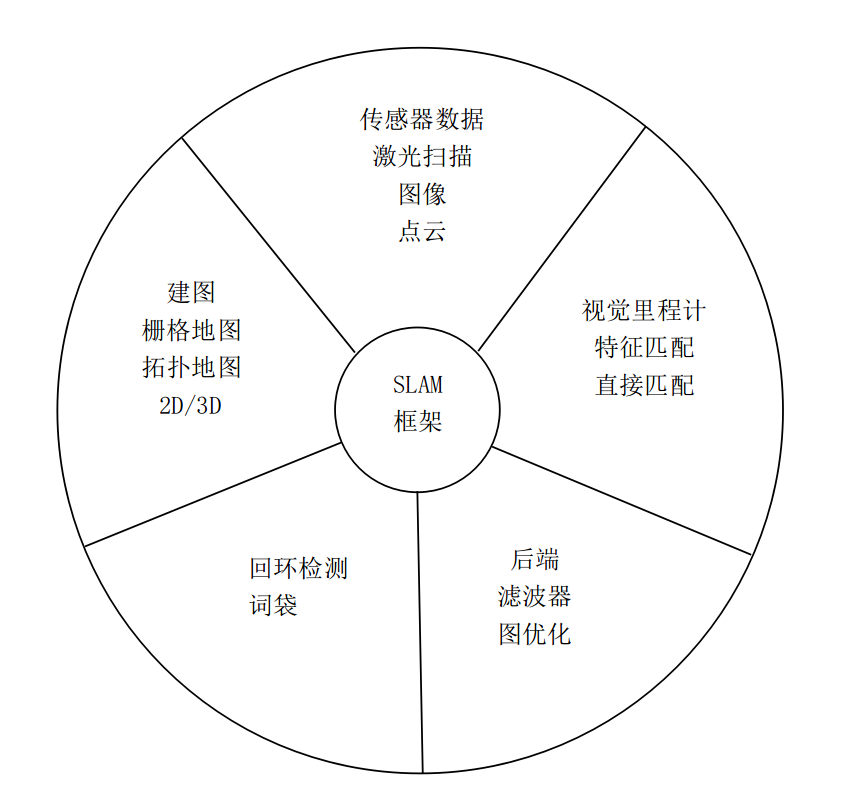 传感器数据
激光扫描
图像
点云
视觉里程计
特征匹配
直接匹配
后端
滤波器
图优化
回环检测
词袋
建图
栅格地图
拓扑地图
2D/3D
SLAM
框架